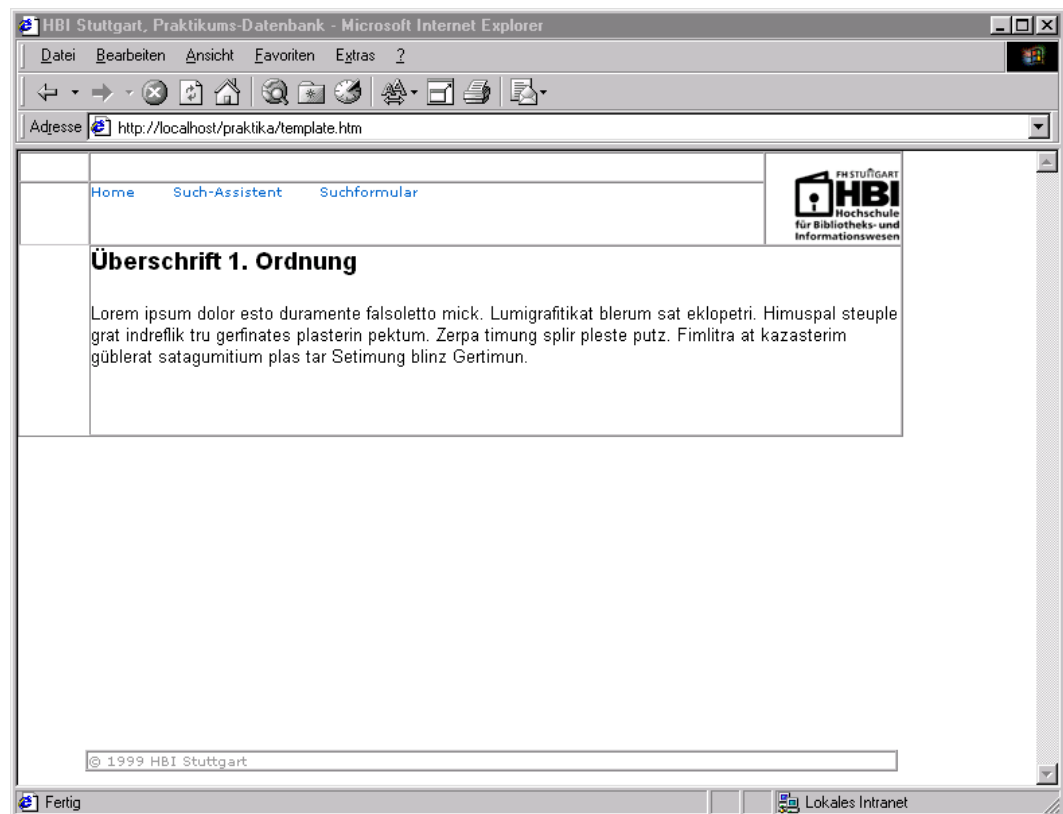 HBI Stuttgart, Praktikums-Datenbank - Microsoft Internet Explorer
Datei Bearbeiten Ansicht Favoriten Extras ?
Adresse http://localhost/praktika/template.htm
Home Such-Assistent Suchformular
FH STUTTGART
HBI
Hochschule
für Bibliotheks- und
Informationswesen
Überschrift 1. Ordnung
Lorem ipsum dolor esto duramente falsoletto mick. Lumigrafitikat blerum sat eklopetri. Himuspal steuple
grat indreflik tru gerfinates plasterin pektum. Zerpa timung splir pleste putz. Fimlitra at kazasterim
güblerat satagumitium plas tar Setimung blinz Gertimun.
© 1999 HBI Stuttgart
Fertig Lokales Intranet